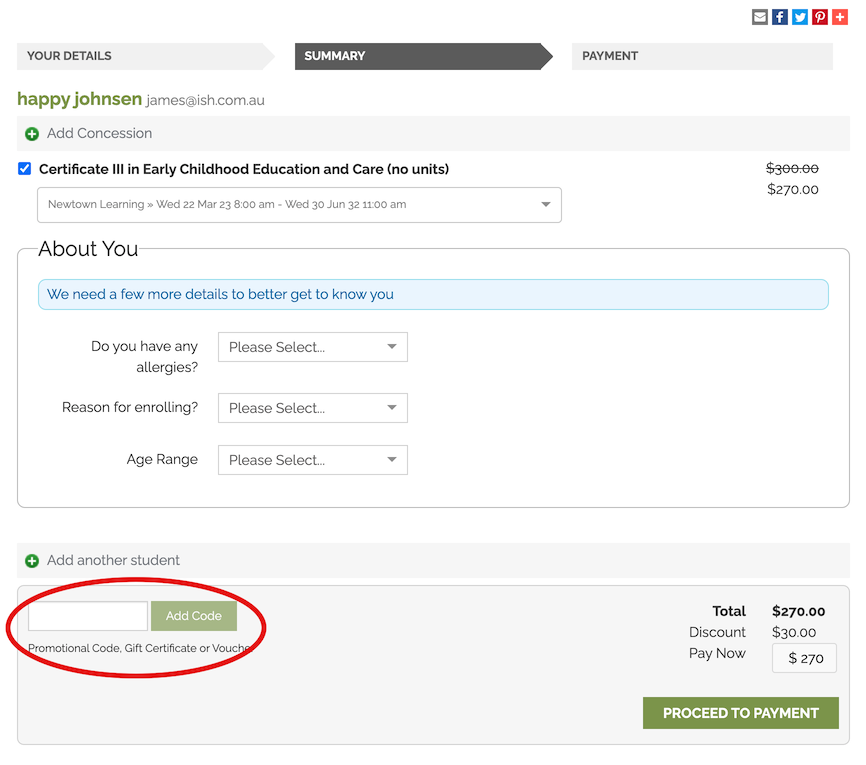 YOUR DETAILS
SUMMARY
PAYMENT
happy johnsen james@ish.com.au
Add Concession
Certificate III in Early Childhood Education and Care (no units)
$300.00
$270.00
Newtown Learning » Wed 22 Mar 23 8:00 am - Wed 30 Jun 32 11:00 am
About You
We need a few more details to better get to know you
Do you have any
allergies?
Please Select...
Reason for enrolling?
Please Select...
Age Range
Please Select...
Add another student
Add Code
Promotional Code, Gift Certificate or Voucher
Total $270.00
Discount $30.00
Pay Now $ 270
PROCEED TO PAYMENT